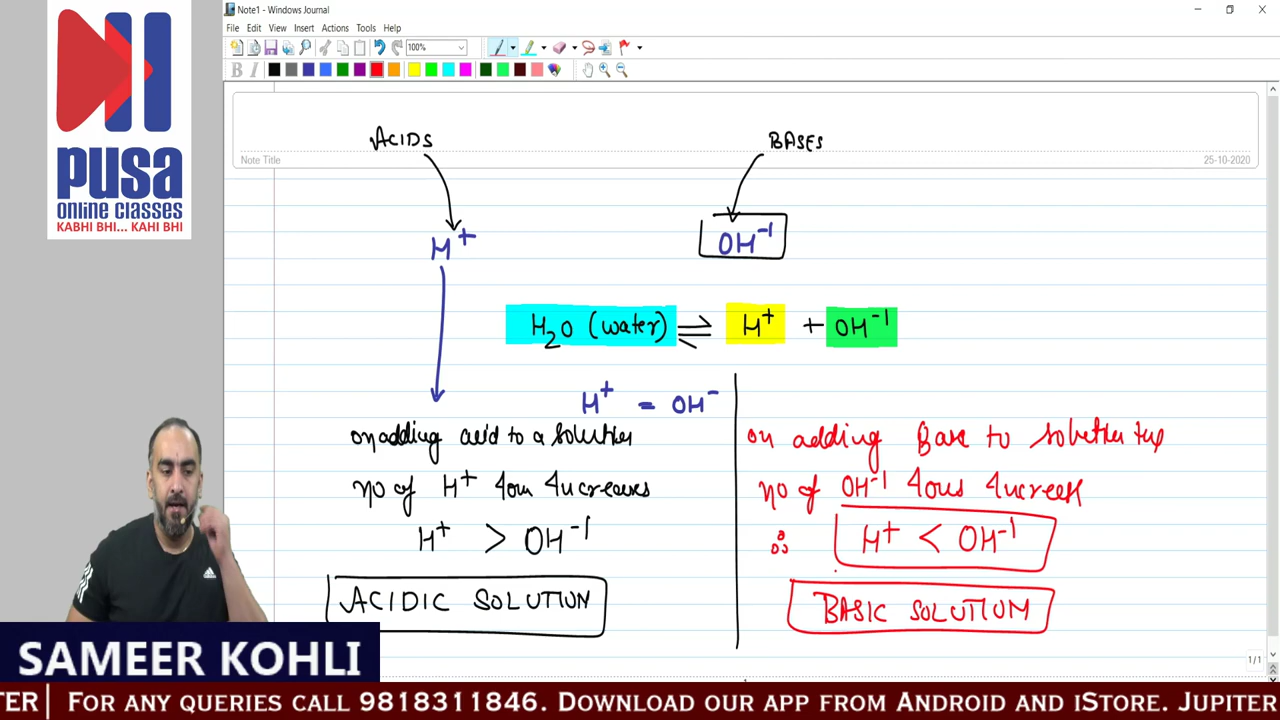 Note1 - Windows Journal
File Edit View Insert Actions Tools Help
100%
B I
PUSA
ONLINE CLASSES
KABHI BHI... KAHI BHI
ACIDS
BASES
Note Title
25-10-2020
H+
OH-1
H2O (water) ⇌ H+ + OH-1
H+ = OH-
on adding acid to a solution
no of H+ ion increases
H+ > OH-1
ACIDIC SOLUTION
on adding Base to solution the
no of OH-1 ions increase
∴ H+ < OH-1
BASIC SOLUTION
1/1
SAMEER KOHLI
TER| FOR ANY QUERIES CALL 9818311846. DOWNLOAD OUR APP FROM ANDROID AND ISTORE. JUPITER